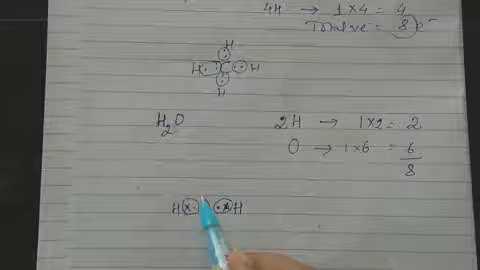 4H → 1×4 = 4
Total ve = 8 e⁻
H
H C H
H
H₂O 2H → 1×2 = 2
O → 1×6 = 6
8
H H